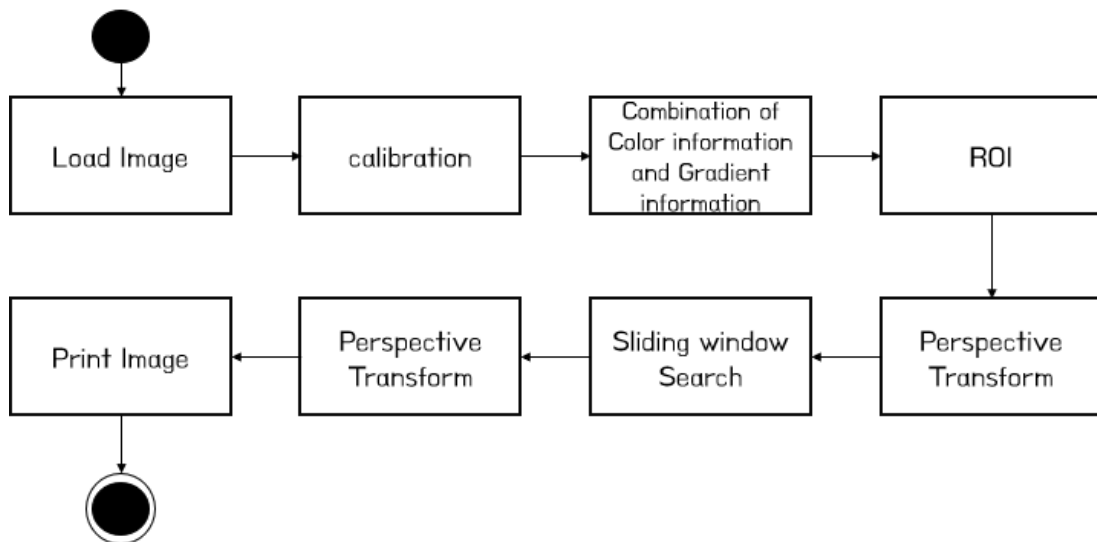 Load Image
calibration
Combination of
Color information
and Gradient
information
ROI
Perspective
Transform
Sliding window
Search
Perspective
Transform
Print Image